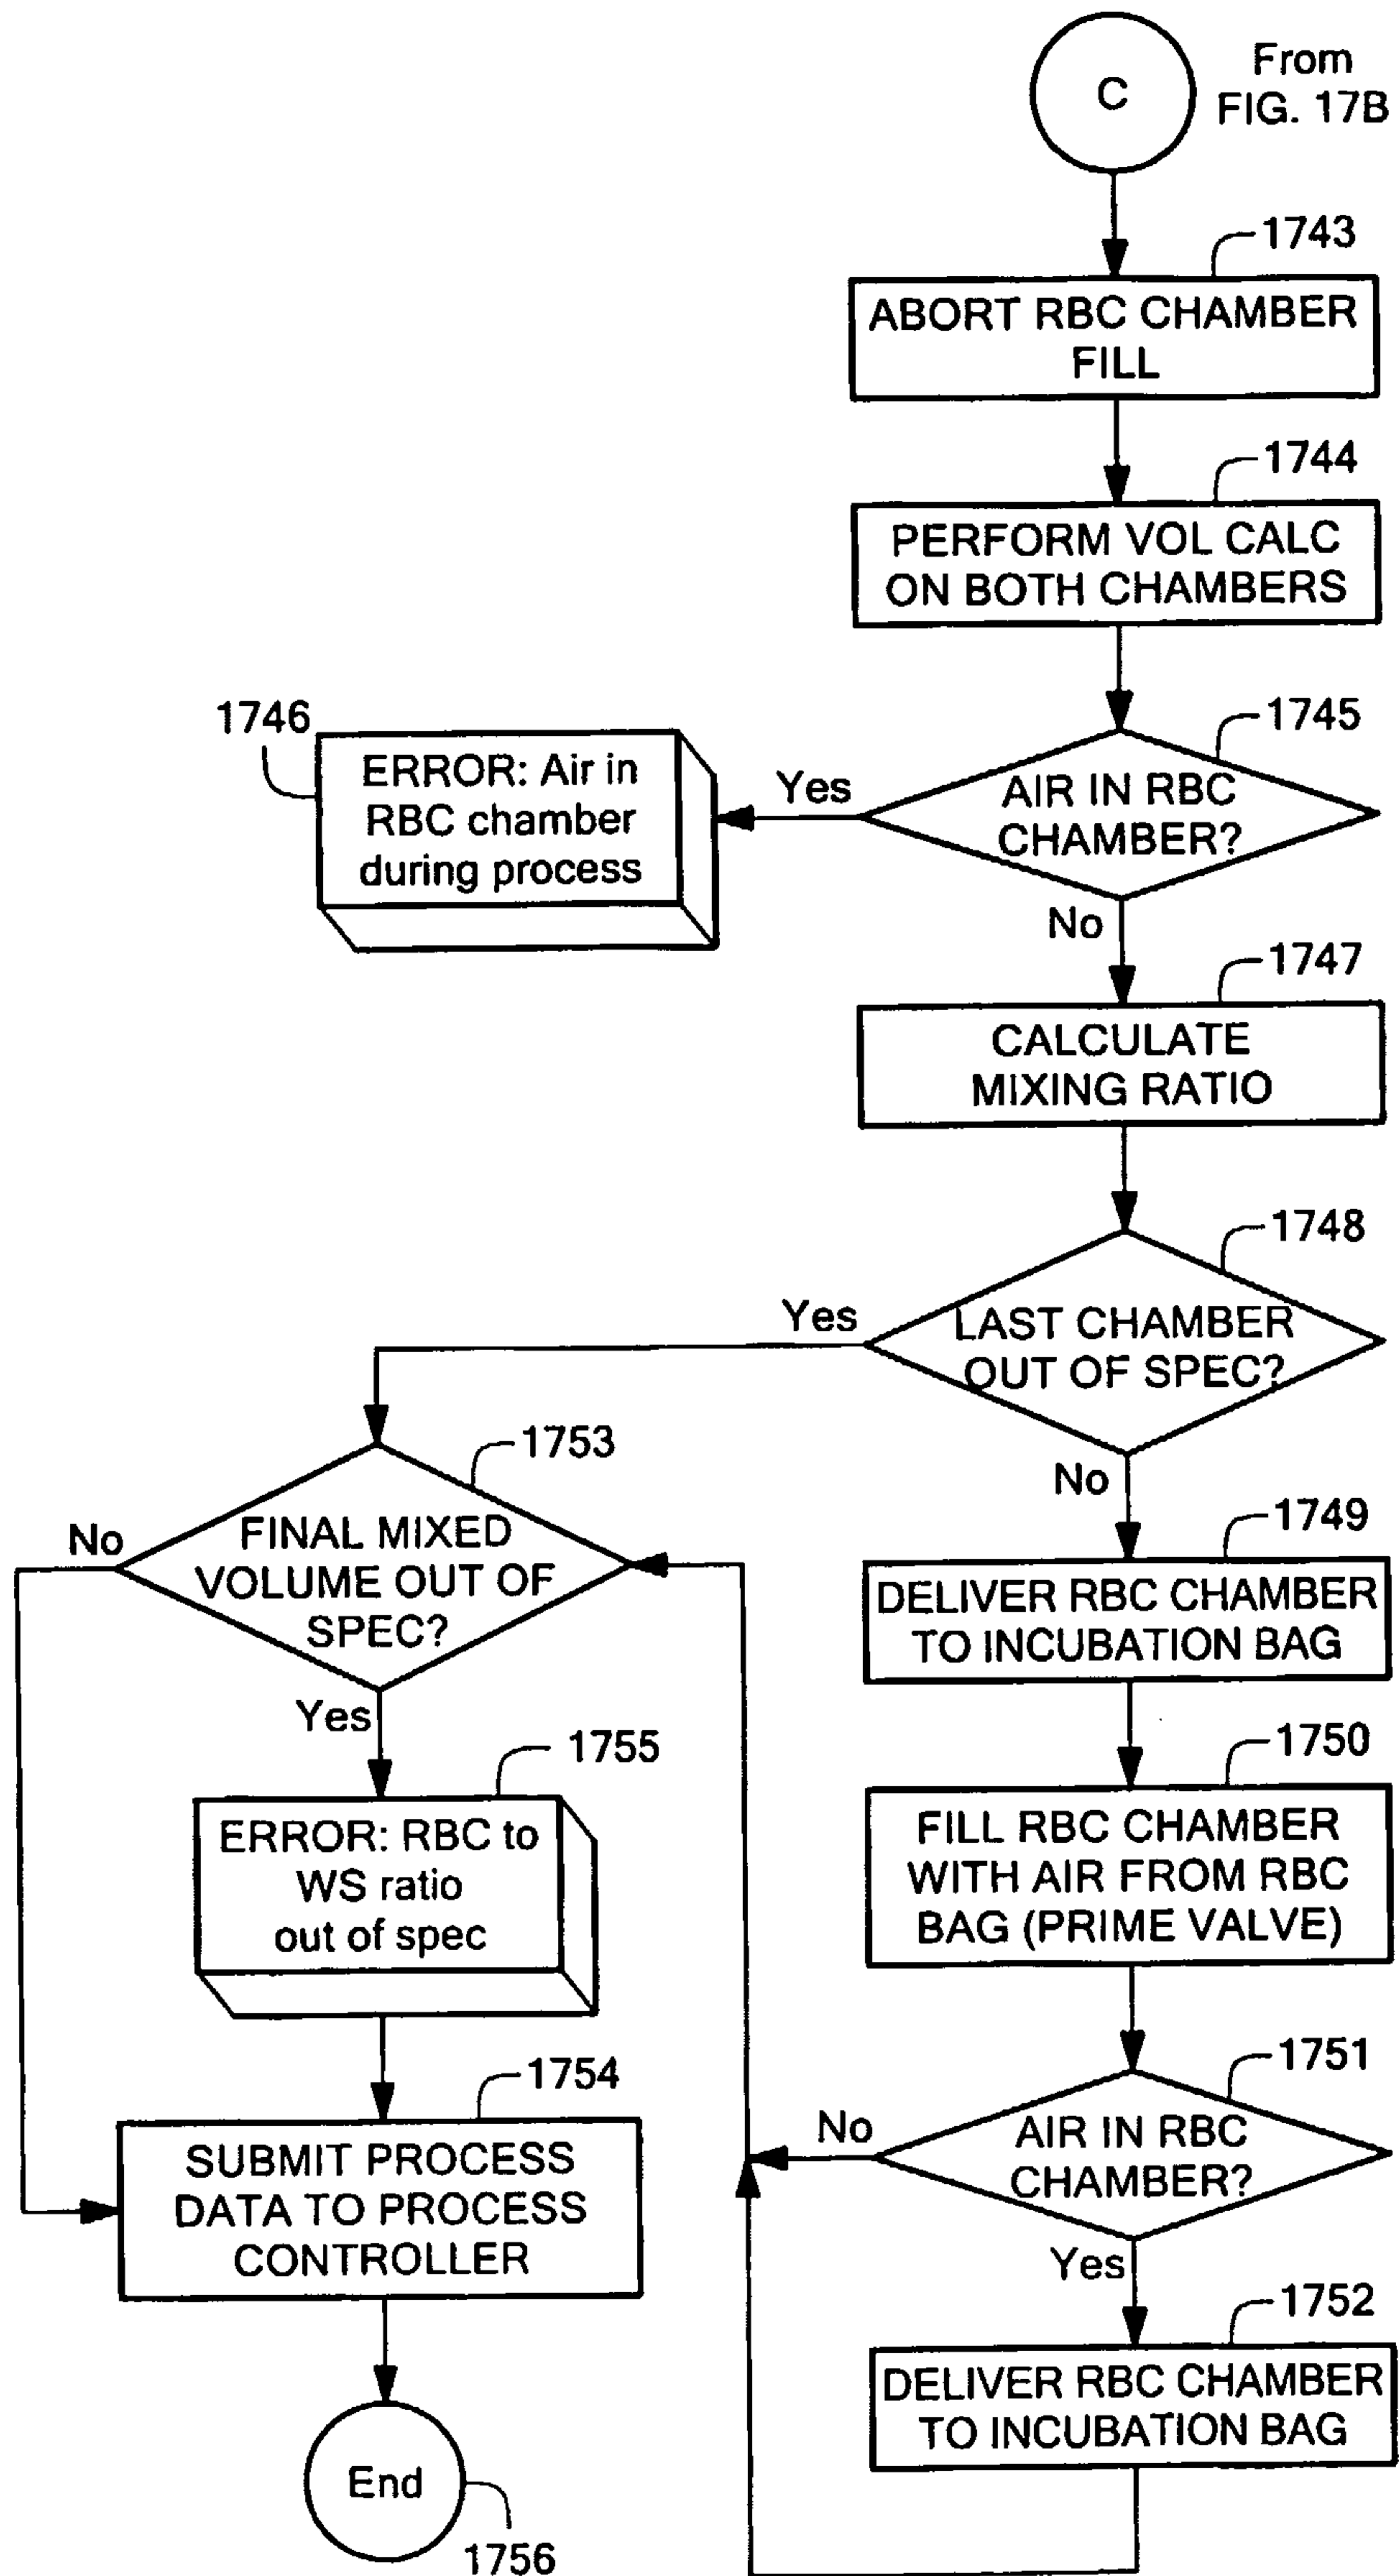 C
From
FIG. 17B
1743
ABORT RBC CHAMBER
FILL
1744
PERFORM VOL CALC
ON BOTH CHAMBERS
1745
AIR IN RBC
CHAMBER?
Yes
1746
ERROR: Air in
RBC chamber
during process
No
1747
CALCULATE
MIXING RATIO
1748
LAST CHAMBER
OUT OF SPEC?
Yes
No
1749
DELIVER RBC CHAMBER
TO INCUBATION BAG
1750
FILL RBC CHAMBER
WITH AIR FROM RBC
BAG (PRIME VALVE)
1751
AIR IN RBC
CHAMBER?
No
Yes
1752
DELIVER RBC CHAMBER
TO INCUBATION BAG
1753
FINAL MIXED
VOLUME OUT OF
SPEC?
No
Yes
1755
ERROR: RBC to
WS ratio
out of spec
1754
SUBMIT PROCESS
DATA TO PROCESS
CONTROLLER
End
1756